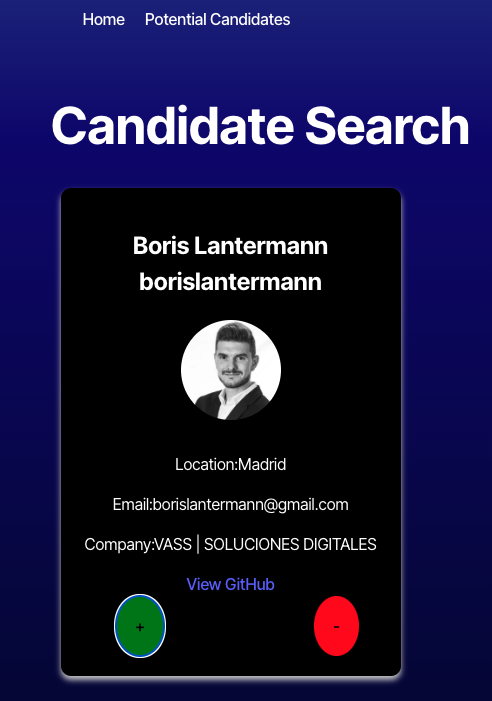 Home Potential Candidates
Candidate Search
Boris Lantermann
borislantermann
Location:Madrid
Email:borislantermann@gmail.com
Company:VASS | SOLUCIONES DIGITALES
View GitHub
+ -